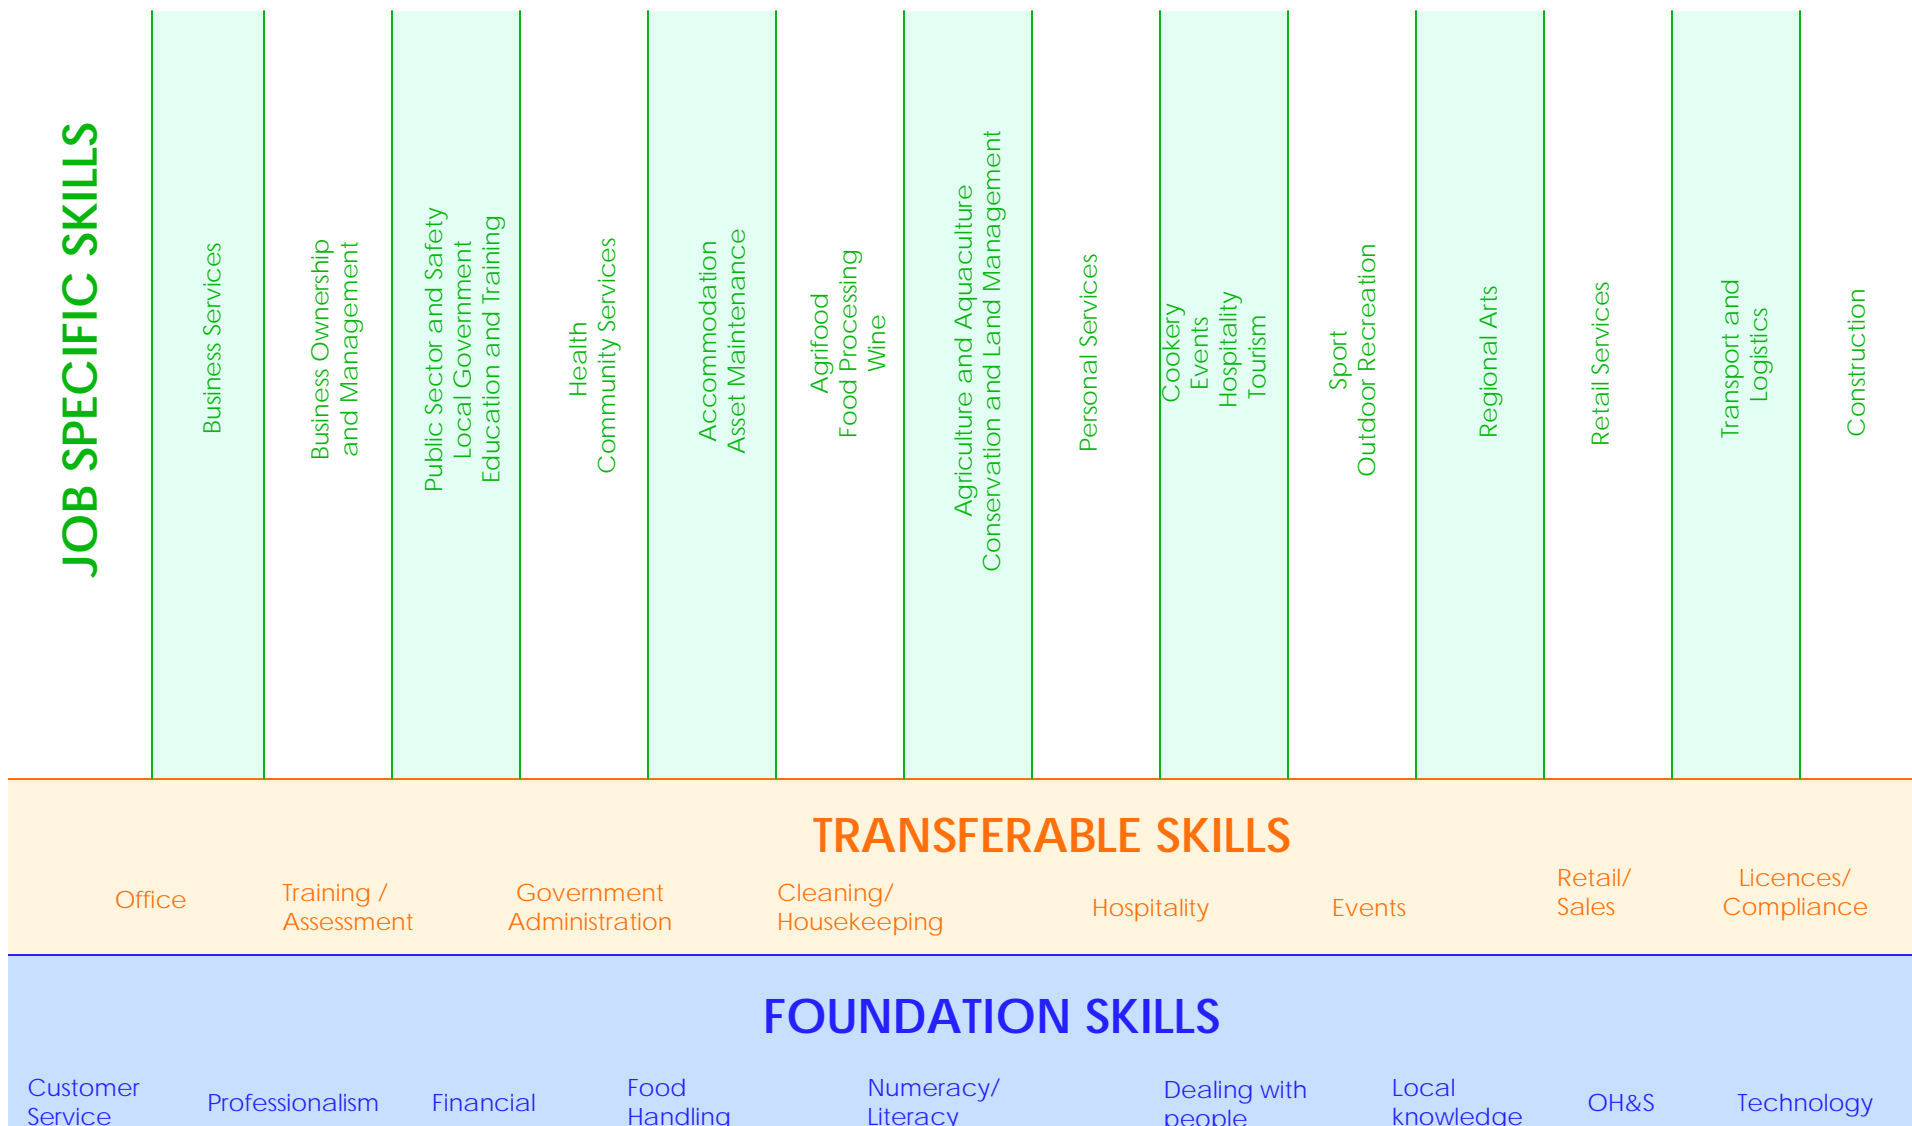 JOB SPECIFIC SKILLS
Business Services
Business Ownership
and Management
Public Sector and Safety
Local Government
Education and Training
Health
Community Services
Accommodation
Asset Maintenance
Agrifood
Food Processing
Wine
Agriculture and Aquaculture
Conservation and Land Management
Personal Services
Cookery
Events
Hospitality
Tourism
Sport
Outdoor Recreation
Regional Arts
Retail Services
Transport and
Logistics
Construction
TRANSFERABLE SKILLS
Office
Training /
Assessment
Government
Administration
Cleaning/
Housekeeping
Hospitality
Events
Retail/
Sales
Licences/
Compliance
FOUNDATION SKILLS
Customer
Service
Professionalism
Financial
Food
Handling
Numeracy/
Literacy
Dealing with
people
Local
knowledge
OH&S
Technology